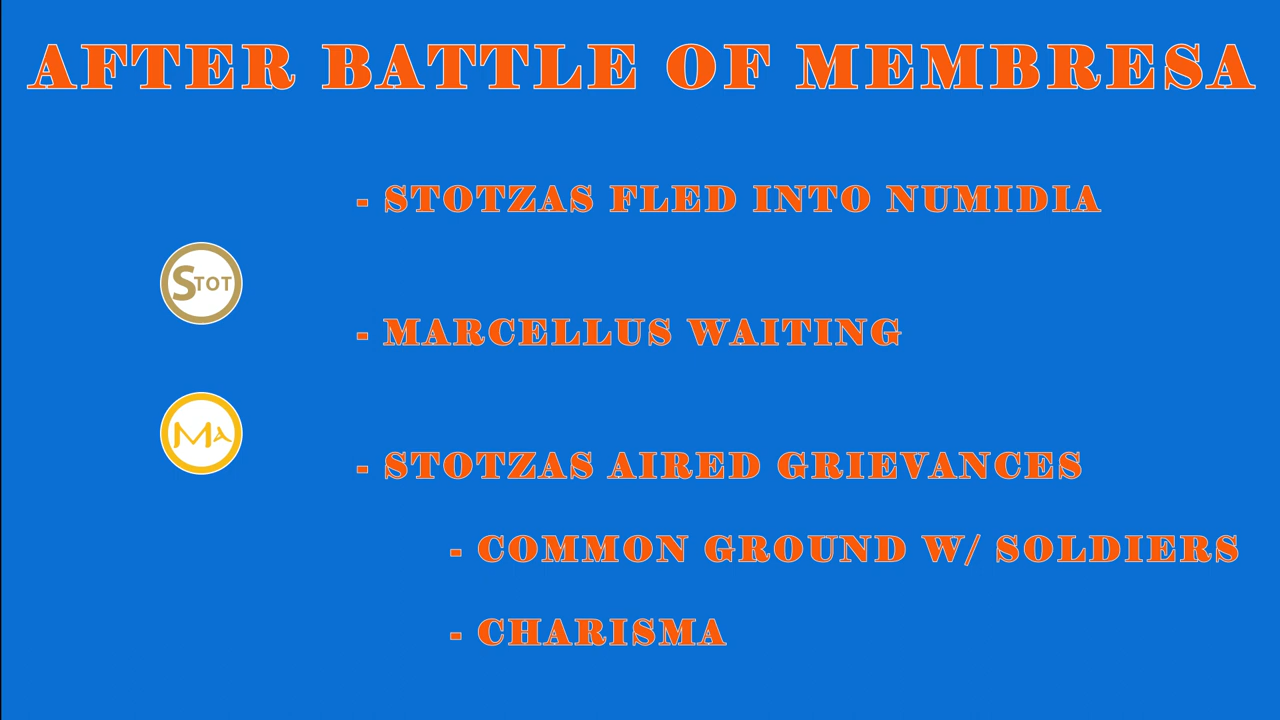 AFTER BATTLE OF MEMBRESA
- STOTZAS FLED INTO NUMIDIA
STOT
- MARCELLUS WAITING
MA
- STOTZAS AIRED GRIEVANCES
- COMMON GROUND W/ SOLDIERS
- CHARISMA